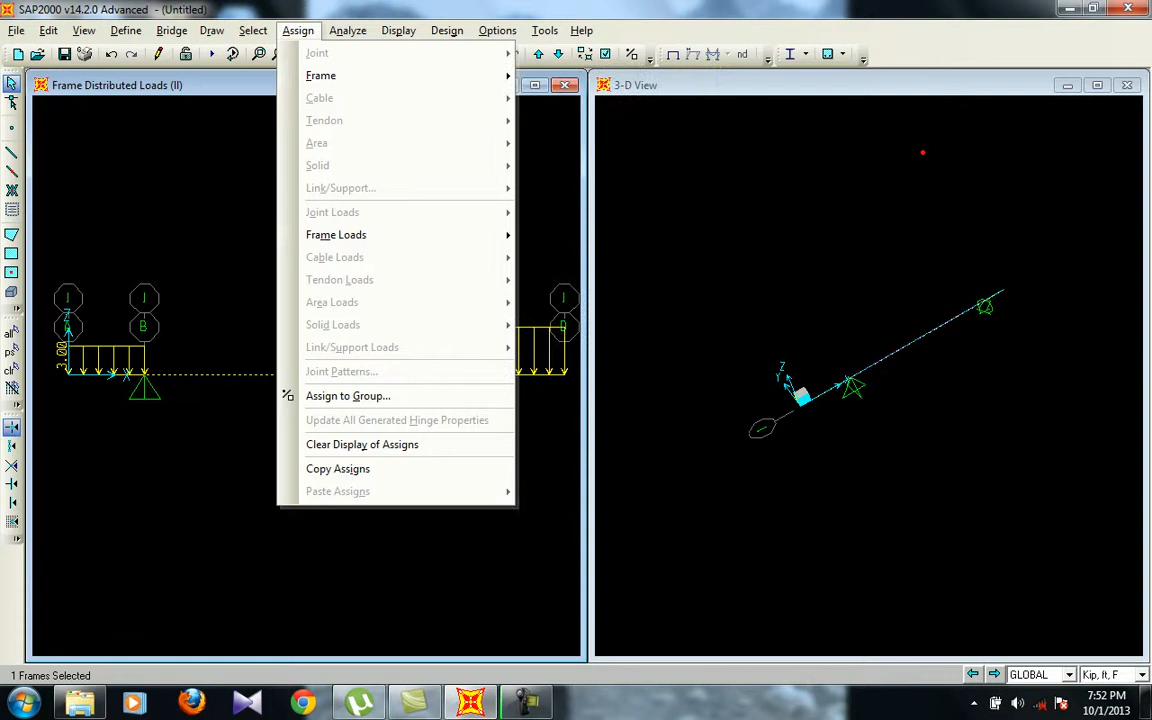 SAP2000 v14.2.0 Advanced - (Untitled)
File Edit View Define Bridge Draw Select Assign Analyze Display Design Options Tools Help
nd
Frame Distributed Loads (II)
3-D View
Joint
Frame
Cable
Tendon
Area
Solid
Link/Support...
Joint Loads
Frame Loads
Cable Loads
Tendon Loads
Area Loads
Solid Loads
Link/Support Loads
Joint Patterns...
Assign to Group...
Update All Generated Hinge Properties
Clear Display of Assigns
Copy Assigns
Paste Assigns
all
ps
clr
B
D
3.00
X
Z
Y
1 Frames Selected
GLOBAL
Kip, ft, F
7:52 PM
10/1/2013